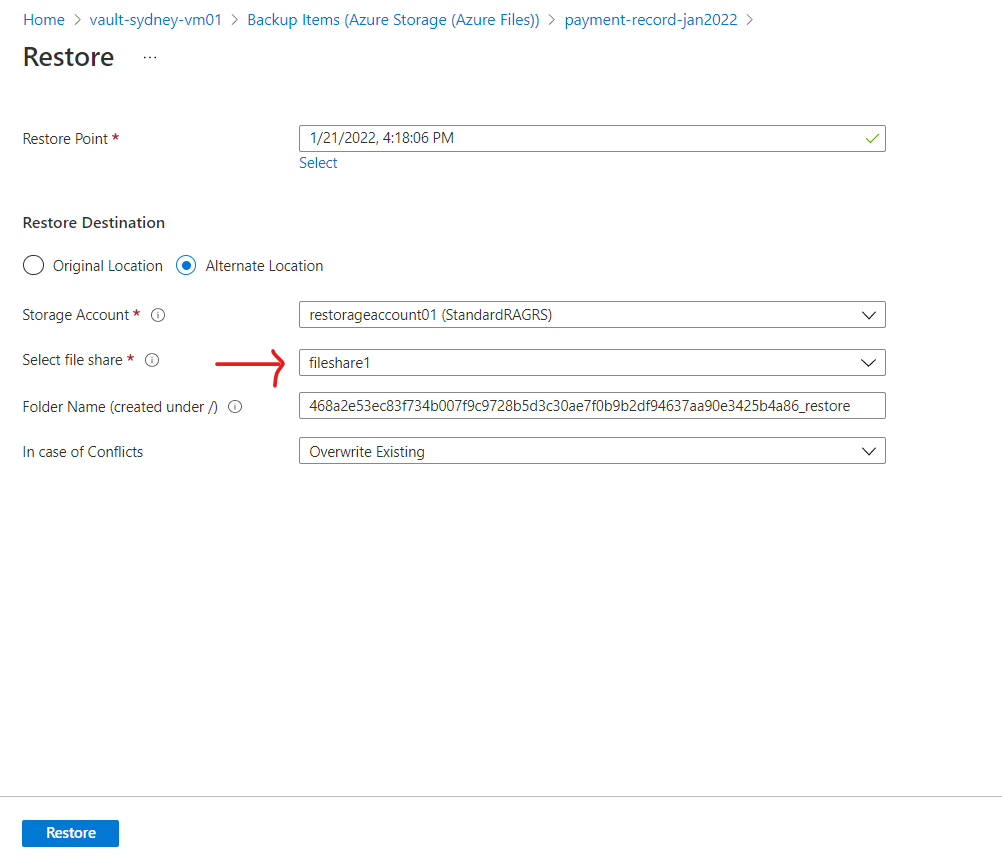 Home > vault-sydney-vm01 > Backup Items (Azure Storage (Azure Files)) > payment-record-jan2022 >
Restore ...
Restore Point * 1/21/2022, 4:18:06 PM
Select
Restore Destination
Original Location Alternate Location
Storage Account * restorageaccount01 (StandardRAGRS)
Select file share * fileshare1
Folder Name (created under /) 468a2e53ec83f734b007f9c9728b5d3c30ae7f0b9b2df94637aa90e3425b4a86_restore
In case of Conflicts Overwrite Existing
Restore